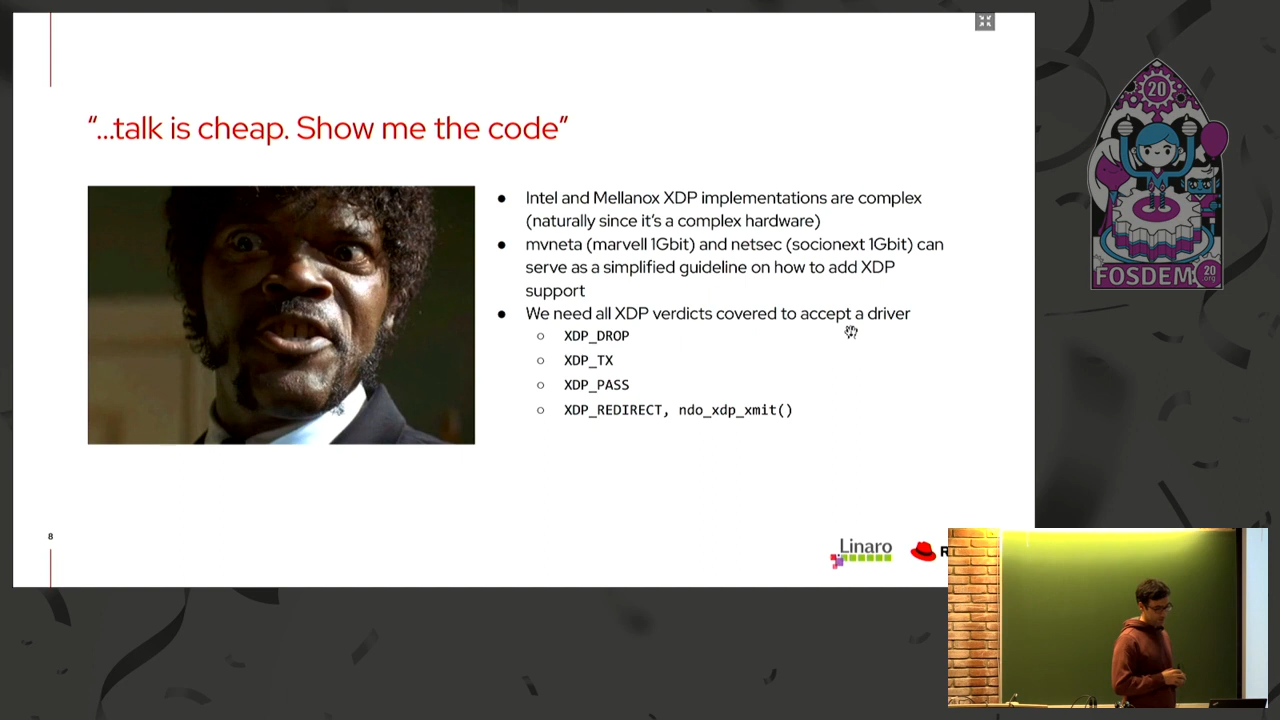 “...talk is cheap. Show me the code”
● Intel and Mellanox XDP implementations are complex
(naturally since it’s a complex hardware)
● mvneta (marvell 1Gbit) and netsec (socionext 1Gbit) can
serve as a simplified guideline on how to add XDP
support
● We need all XDP verdicts covered to accept a driver
○ XDP_DROP
○ XDP_TX
○ XDP_PASS
○ XDP_REDIRECT, ndo_xdp_xmit()
8
Linaro
R
20
FOSDEM
20
.org